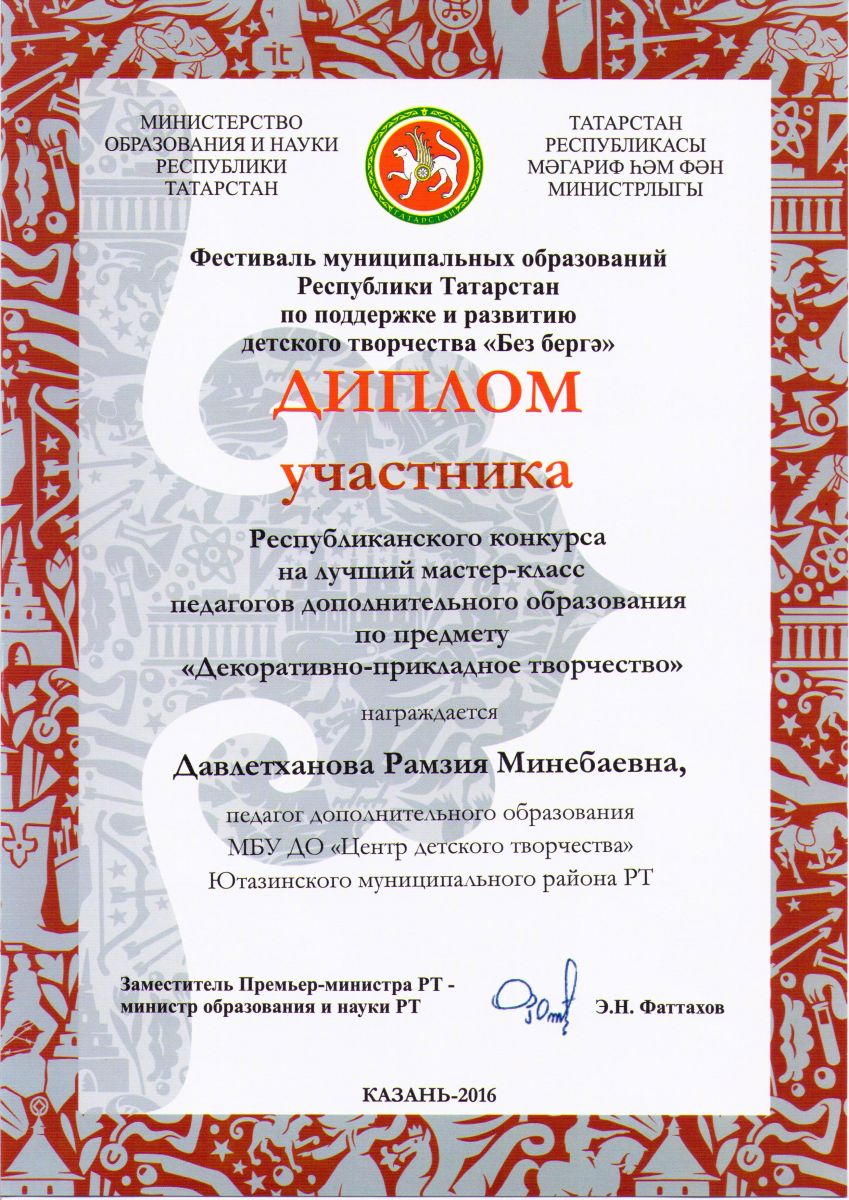 МИНИСТЕРСТВО
ОБРАЗОВАНИЯ И НАУКИ
РЕСПУБЛИКИ
ТАТАРСТАН
ТАТАРСТАН
ТАТАРСТАН
РЕСПУБЛИКАСЫ
МӘГАРИФ ҺӘМ ФӘН
МИНИСТРЛЫГЫ
Фестиваль муниципальных образований
Республики Татарстан
по поддержке и развитию
детского творчества «Без бергә»
ДИПЛОМ
участника
Республиканского конкурса
на лучший мастер-класс
педагогов дополнительного образования
по предмету
«Декоративно-прикладное творчество»
награждается
Давлетханова Рамзия Минебаевна,
педагог дополнительного образования
МБУ ДО «Центр детского творчества»
Ютазинского муниципального района РТ
Заместитель Премьер-министра РТ -
министр образования и науки РТ
Э.Н. Фаттахов
КАЗАНЬ-2016
it